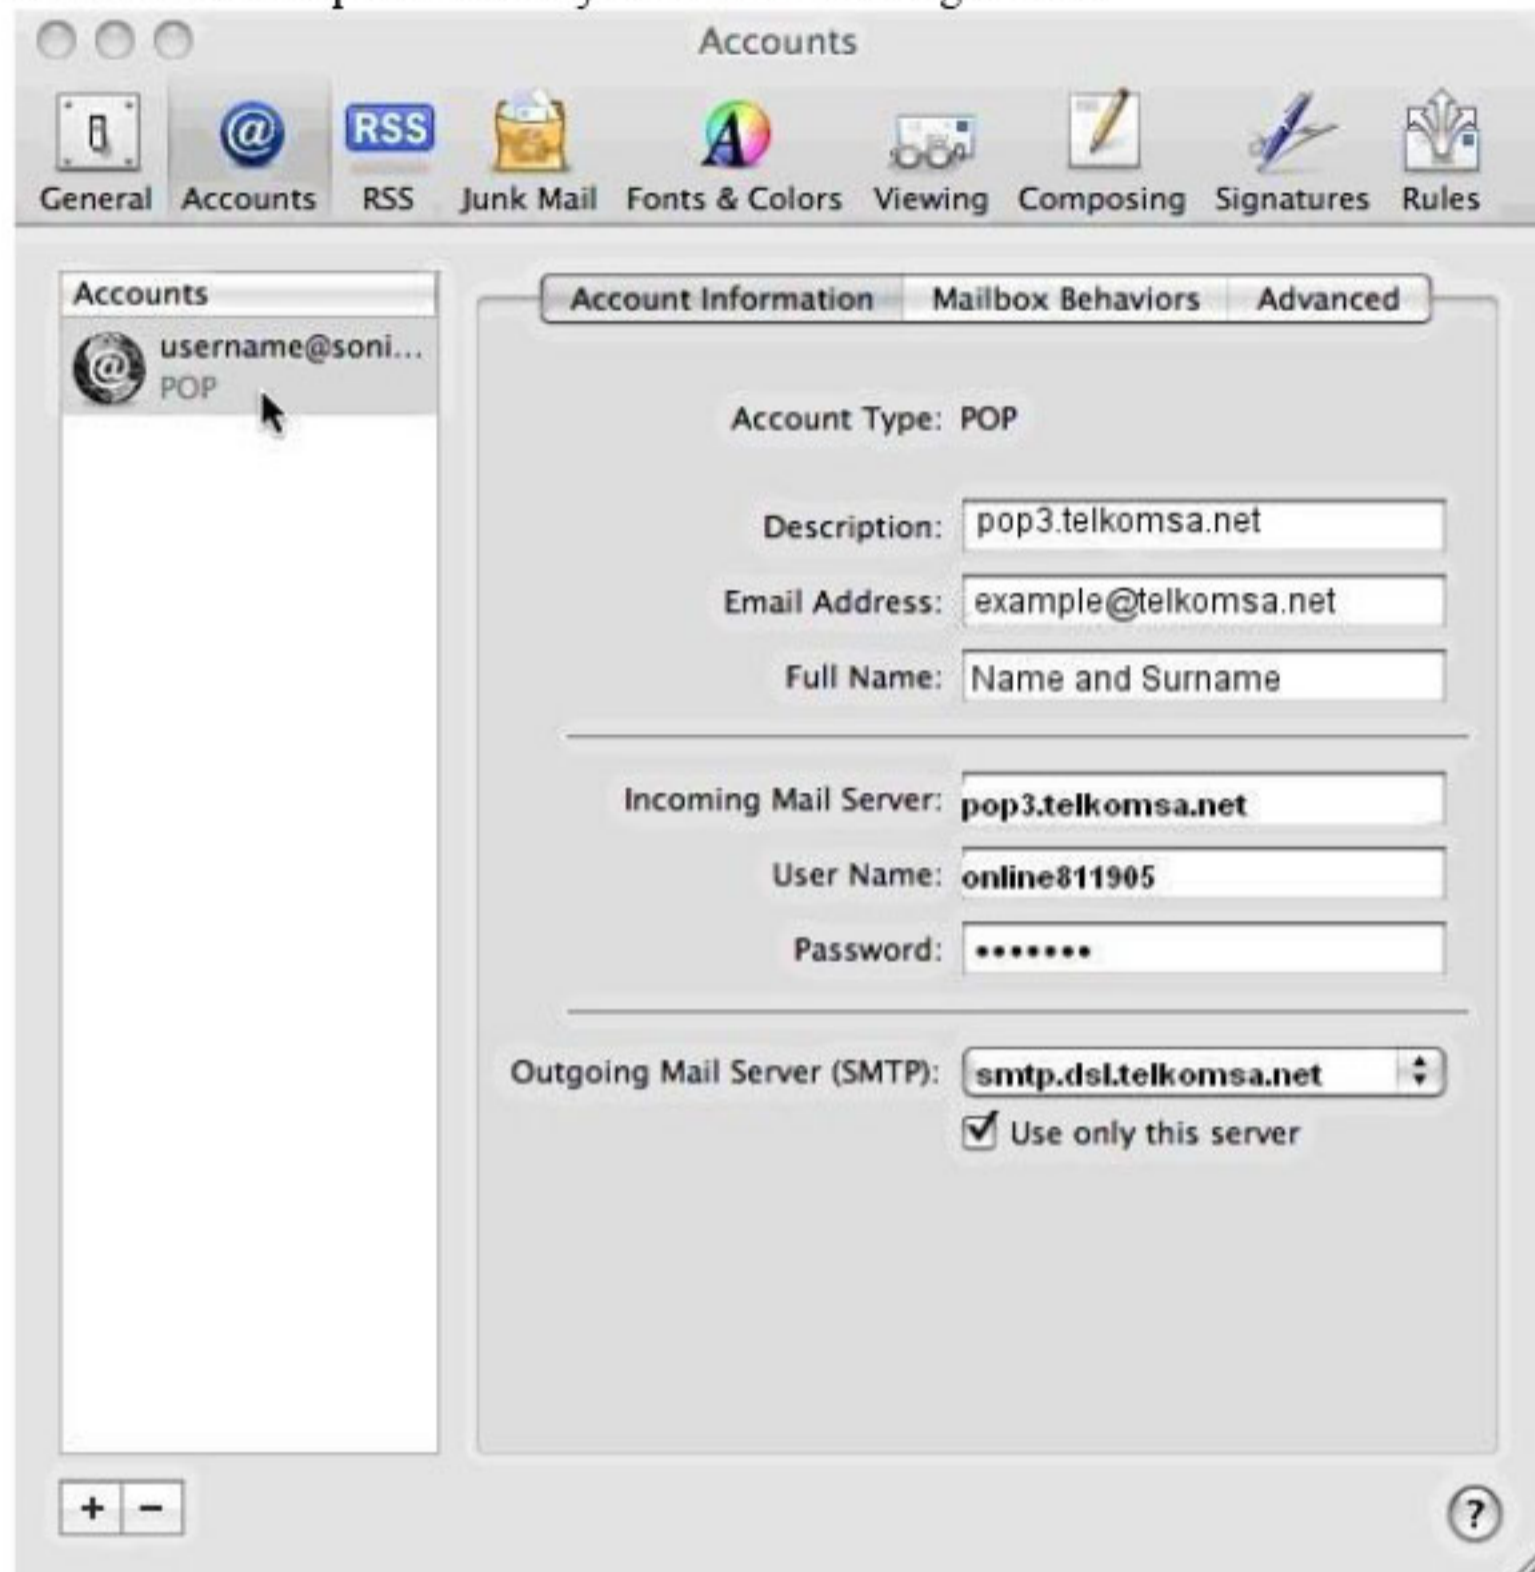 Accounts
RSS
General Accounts RSS Junk Mail Fonts & Colors Viewing Composing Signatures Rules
Accounts
username@soni...
POP
Account Information Mailbox Behaviors Advanced
Account Type: POP
Description: pop3.telkomsa.net
Email Address: example@telkomsa.net
Full Name: Name and Surname
Incoming Mail Server: pop3.telkomsa.net
User Name: online811905
Password: •••••••
Outgoing Mail Server (SMTP): smtp.dsl.telkomsa.net
Use only this server
+ −
?